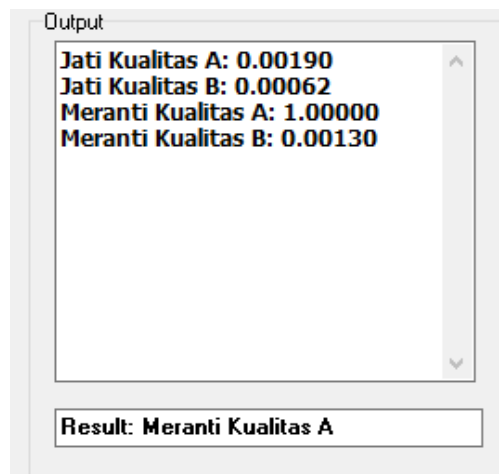 Output
Jati Kualitas A: 0.00190
Jati Kualitas B: 0.00062
Meranti Kualitas A: 1.00000
Meranti Kualitas B: 0.00130
Result: Meranti Kualitas A